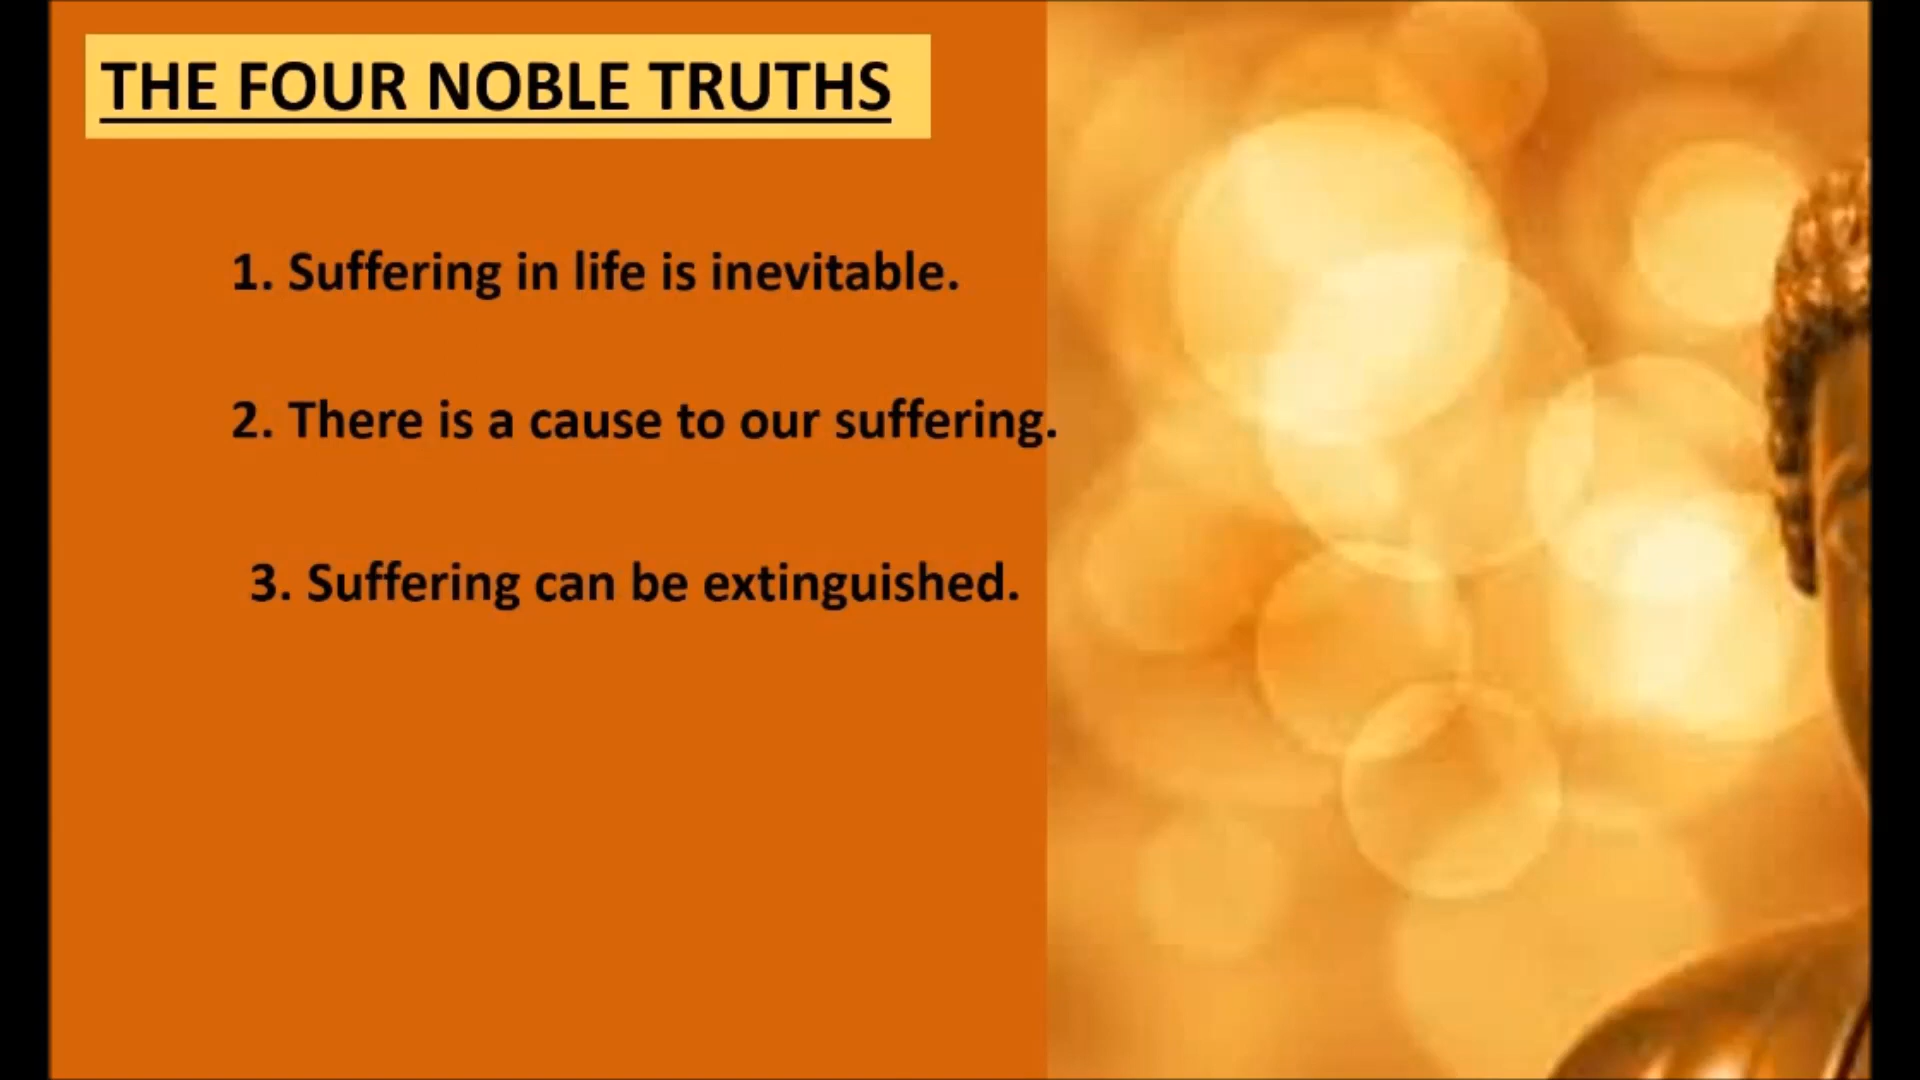 THE FOUR NOBLE TRUTHS
1. Suffering in life is inevitable.
2. There is a cause to our suffering.
3. Suffering can be extinguished.